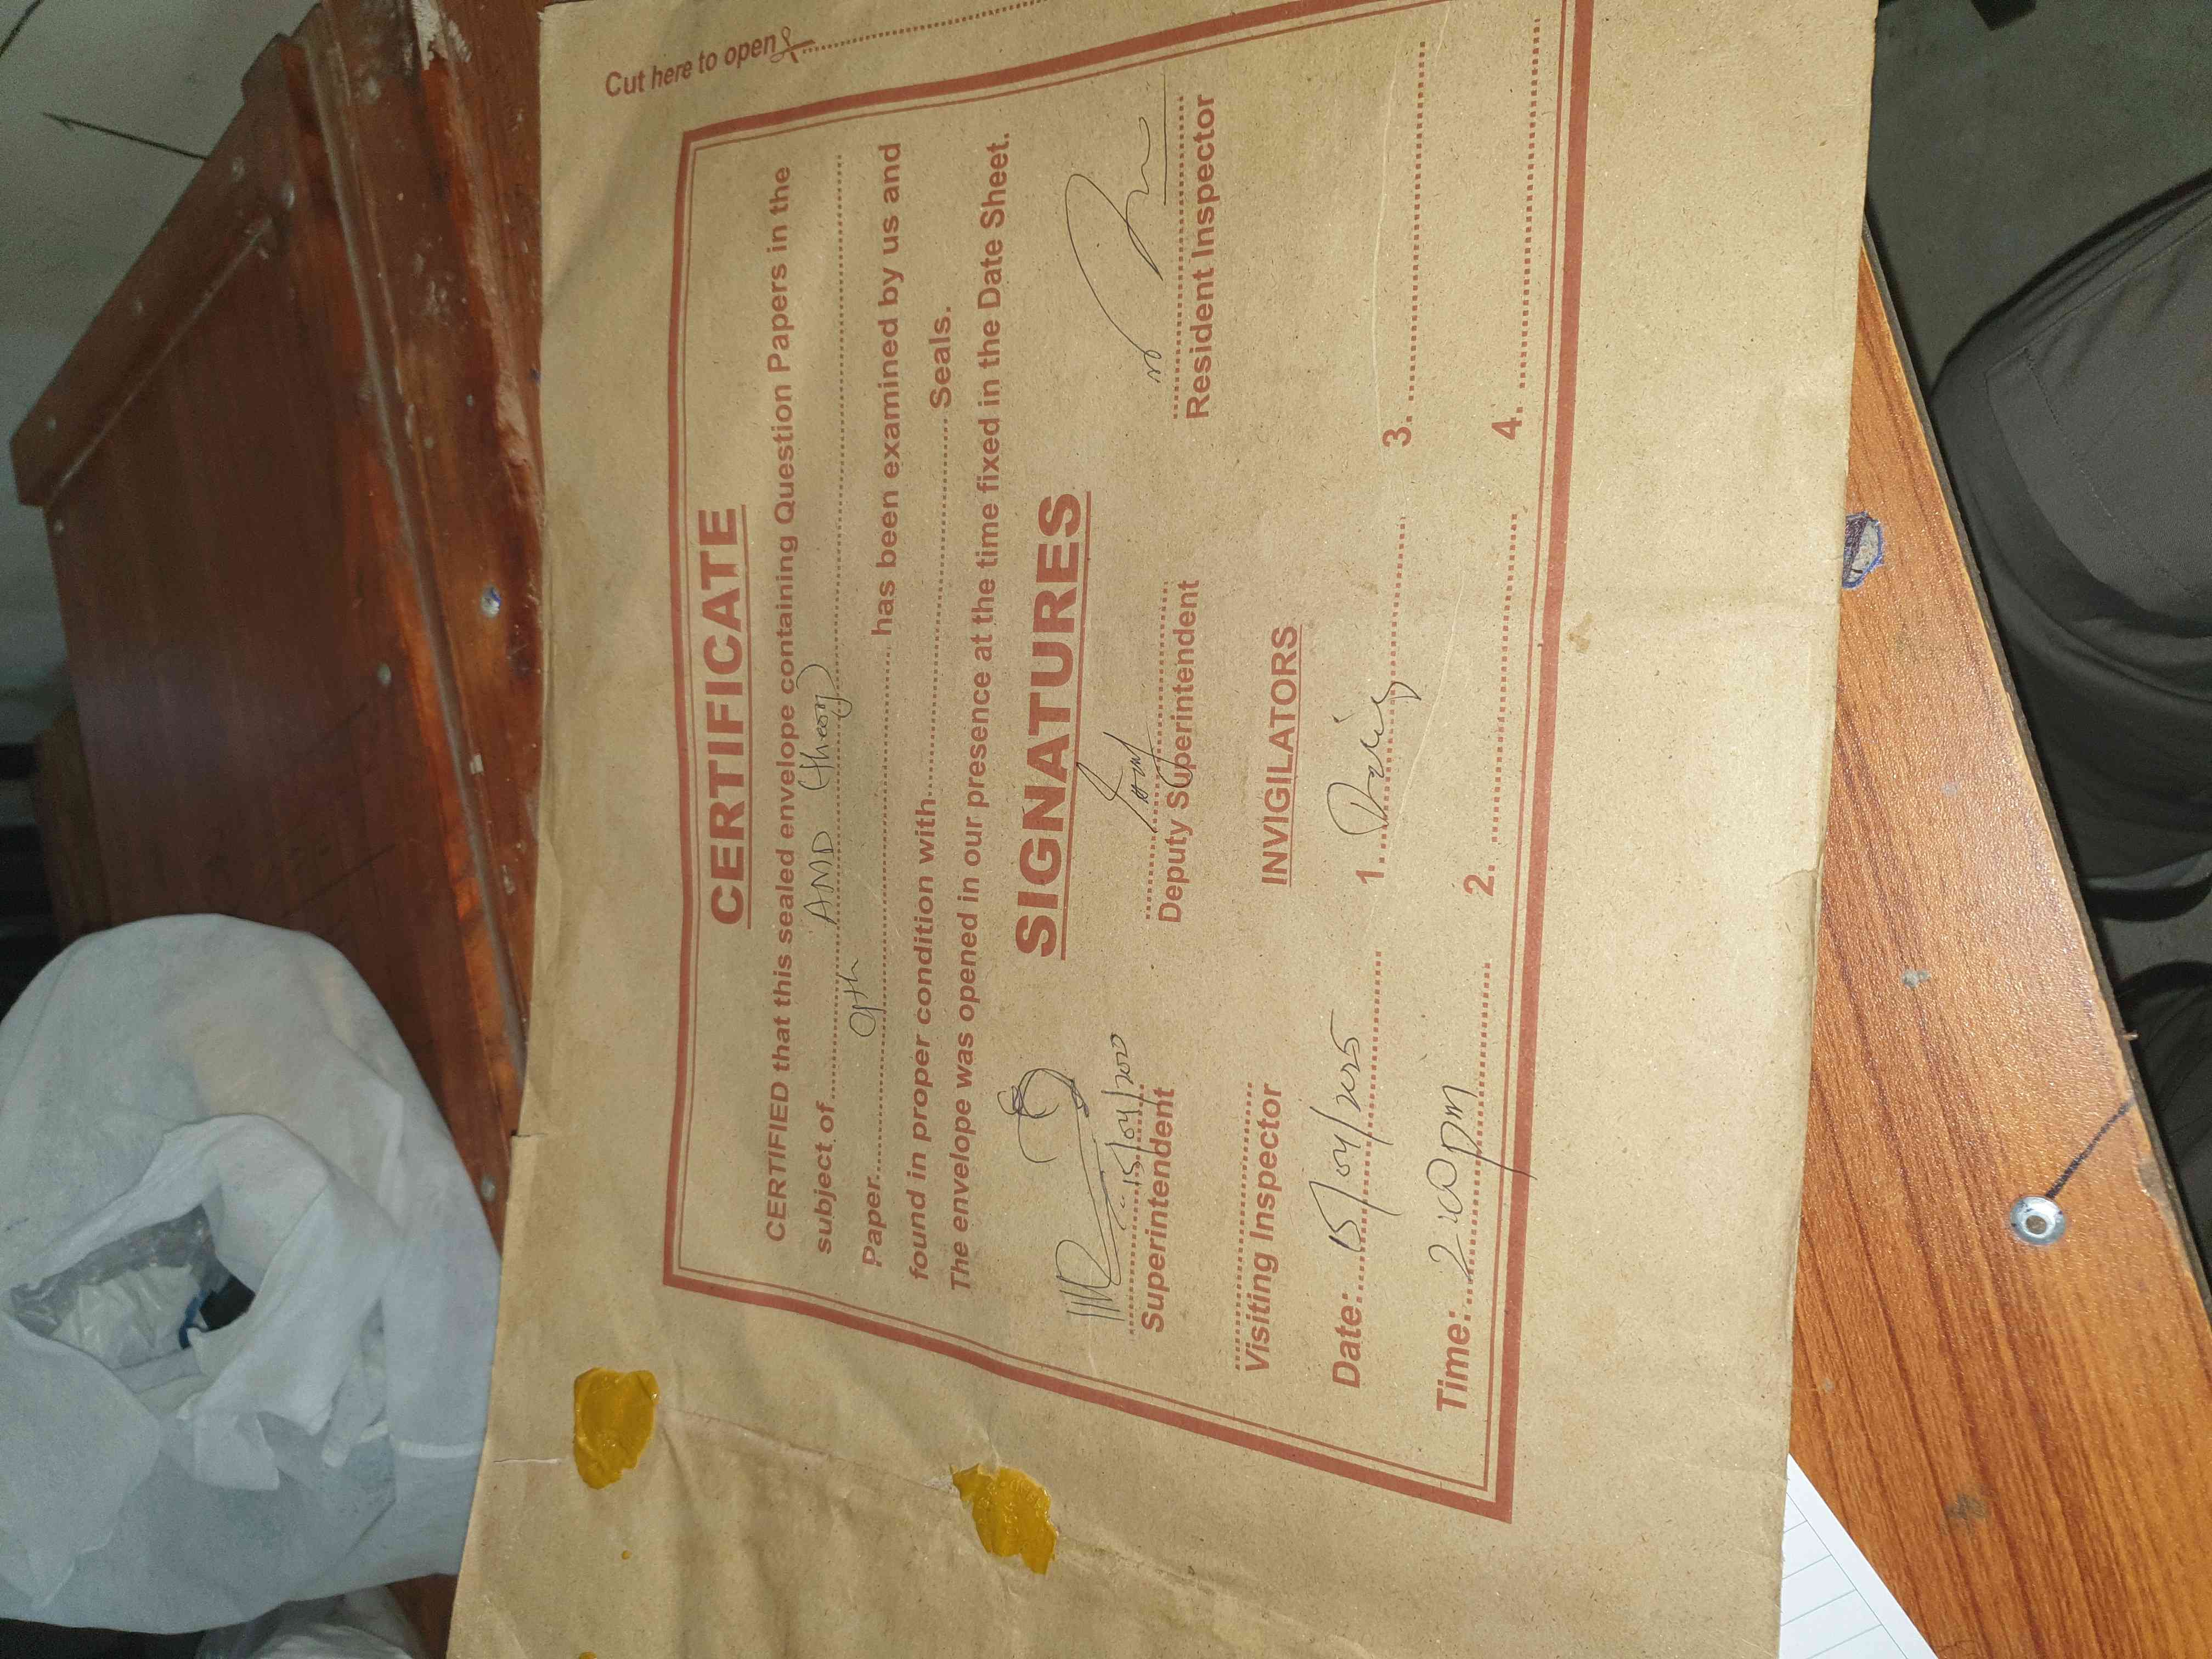 Cut here to open
CERTIFICATE
CERTIFIED that this sealed envelope containing Question Papers in the
subject of AMD (theory)
Paper 9th has been examined by us and
found in proper condition with Seals.
The envelope was opened in our presence at the time fixed in the Date Sheet.
SIGNATURES
15/04/20
Superintendent
Deputy Superintendent
Resident Inspector
Visiting Inspector
INVIGILATORS
Date: 15/04/2025
1.
3.
Time: 2:00 pm
2.
4.